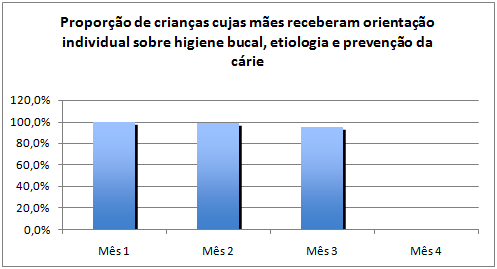 Proporção de crianças cujas mães receberam orientação
individual sobre higiene bucal, etiologia e prevenção da
cárie
120,0%
100,0%
80,0%
60,0%
40,0%
20,0%
0,0%
Mês 1 Mês 2 Mês 3 Mês 4